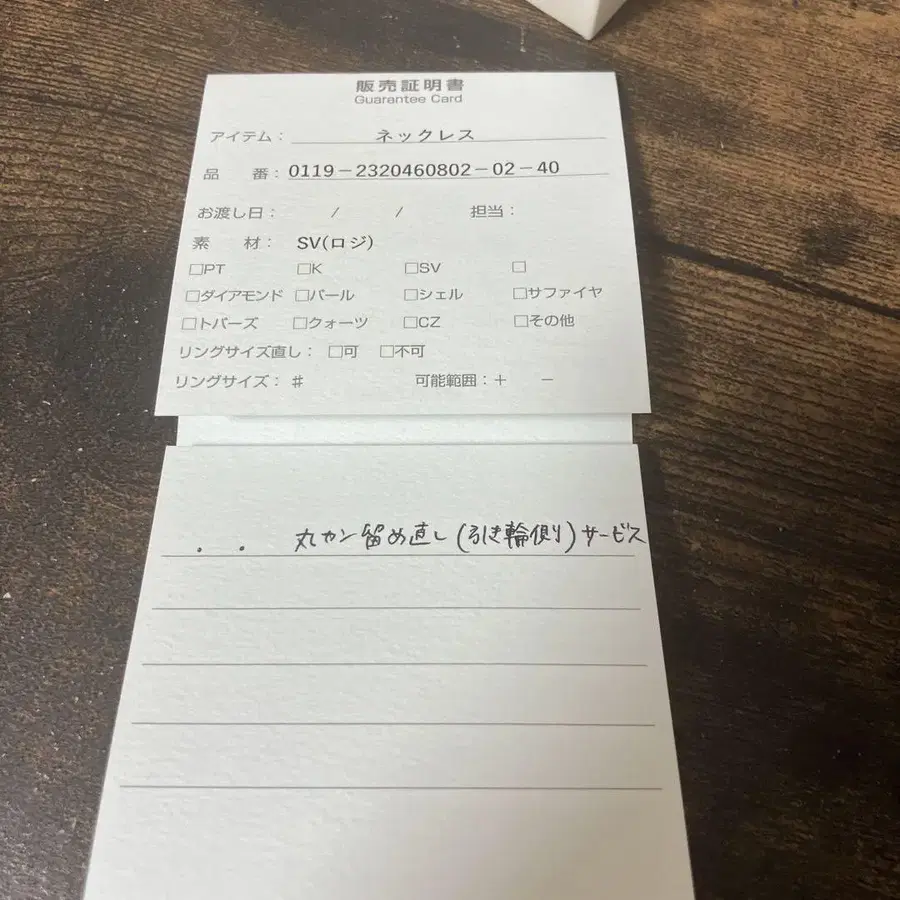 販売証明書
Guarantee Card
アイテム： ネックレス
品 番： 0119－2320460802－02－40
お渡し日： / / 担当：
素 材： SV(ロジ)
□PT □K □SV □
□ダイアモンド □パール □シェル □サファイヤ
□トパーズ □クォーツ □CZ □その他
リングサイズ直し： □可 □不可
リングサイズ： ♯ 可能範囲：＋ －
. . 丸カン留め直し(引き輪側)サービス